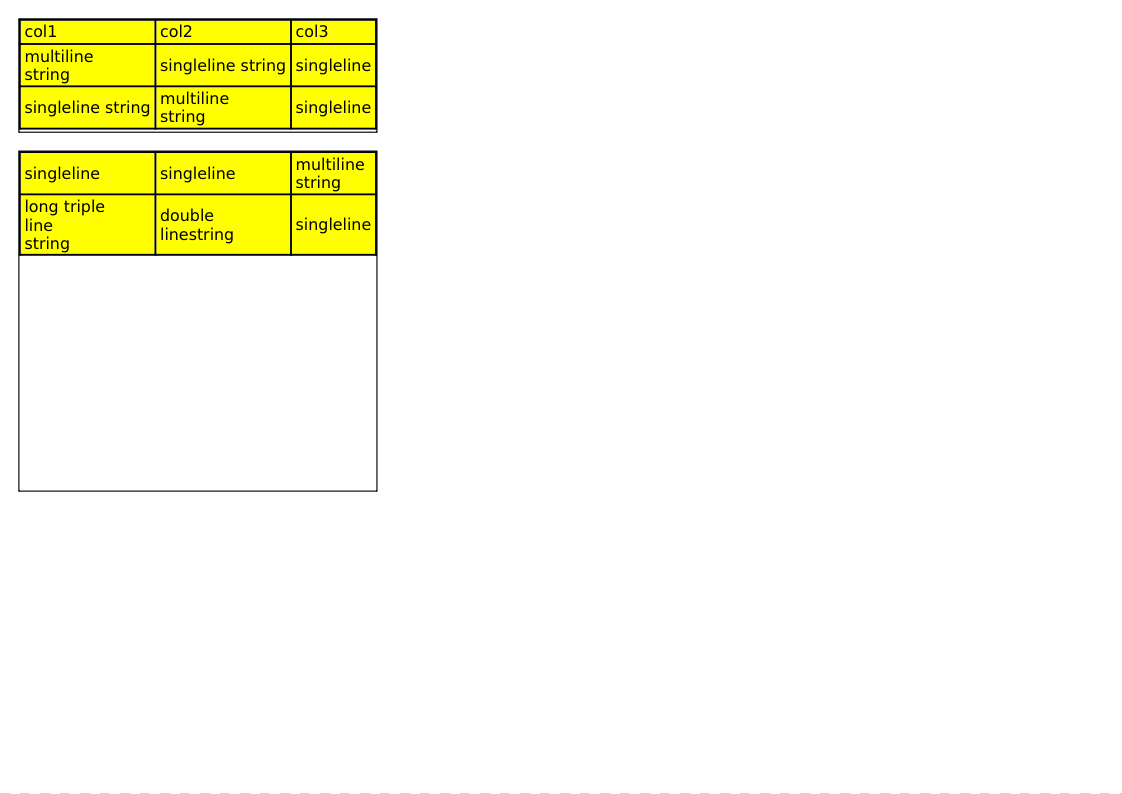 col1 col2 col3
multiline
string
singleline string
singleline
singleline string
multiline
string
singleline
singleline
singleline
multiline
string
long triple
line
string
double
linestring
singleline